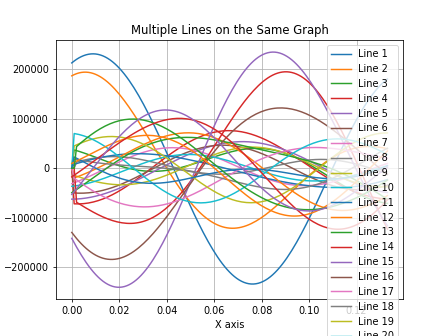 Multiple Lines on the Same Graph
200000
100000
0
−100000
−200000
0.00
0.02
0.04
0.06
0.08
0.10
X axis
Line 1
Line 2
Line 3
Line 4
Line 5
Line 6
Line 7
Line 8
Line 9
Line 10
Line 11
Line 12
Line 13
Line 14
Line 15
Line 16
Line 17
Line 18
Line 19
Line 20